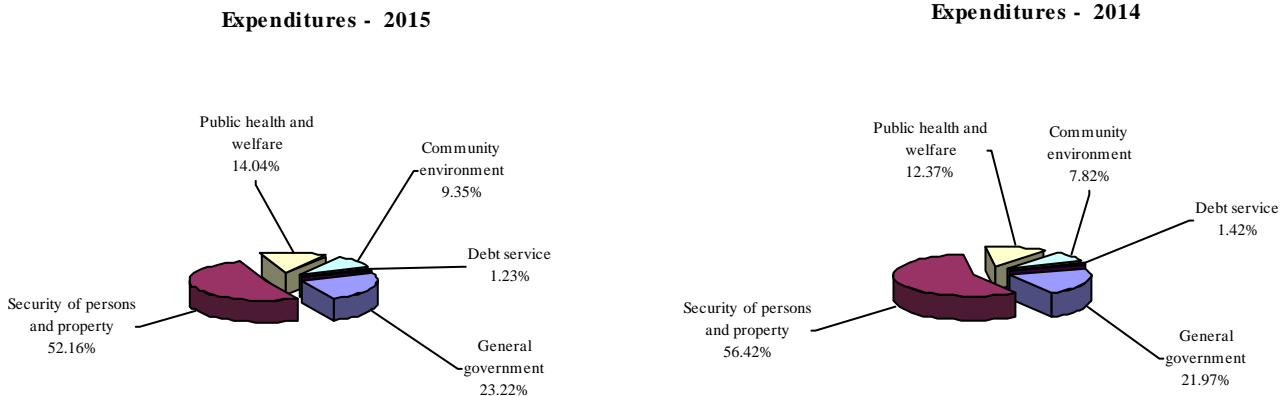 Expenditures - 2015
Public health and
welfare
14.04%
Community
environment
9.35%
Debt service
1.23%
Security of persons
and property
52.16%
General
government
23.22%
Expenditures - 2014
Public health and
welfare
12.37%
Community
environment
7.82%
Debt service
1.42%
Security of persons
and property
56.42%
General
government
21.97%